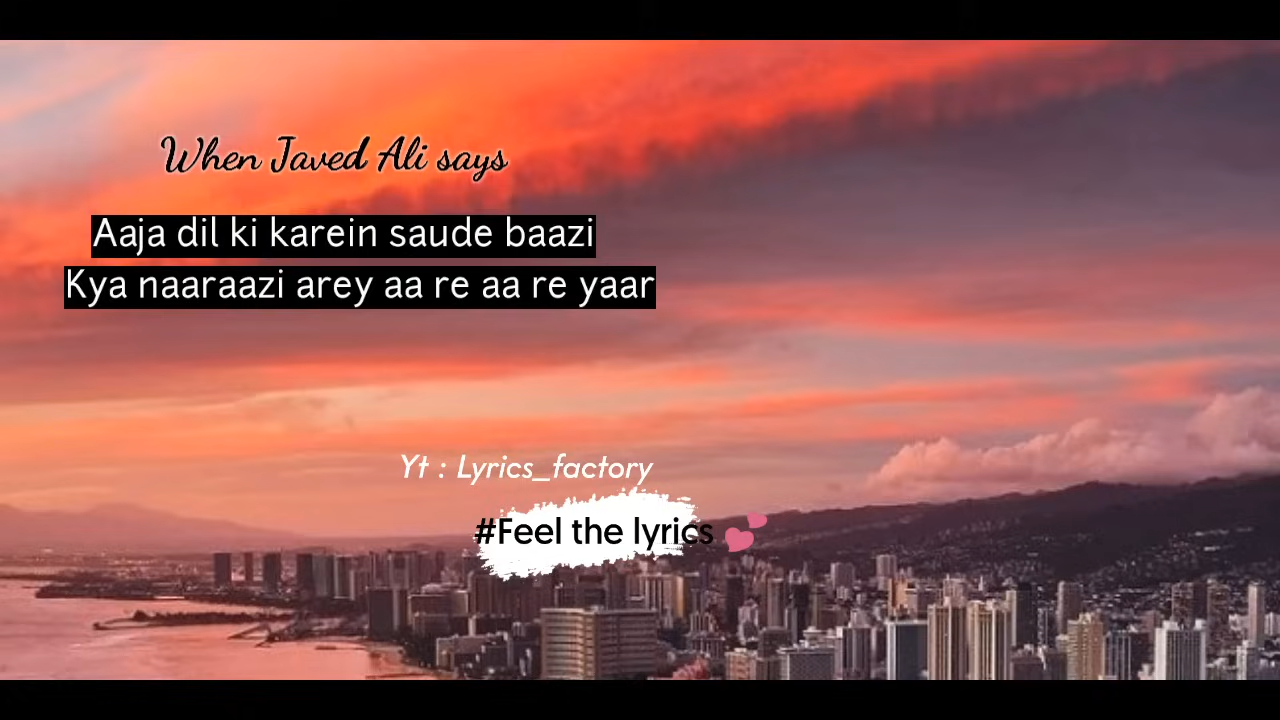 When Javed Ali says
Aaja dil ki karein saude baazi
Kya naaraazi arey aa re aa re yaar
Yt : Lyrics_factory
#Feel the lyrics 💕